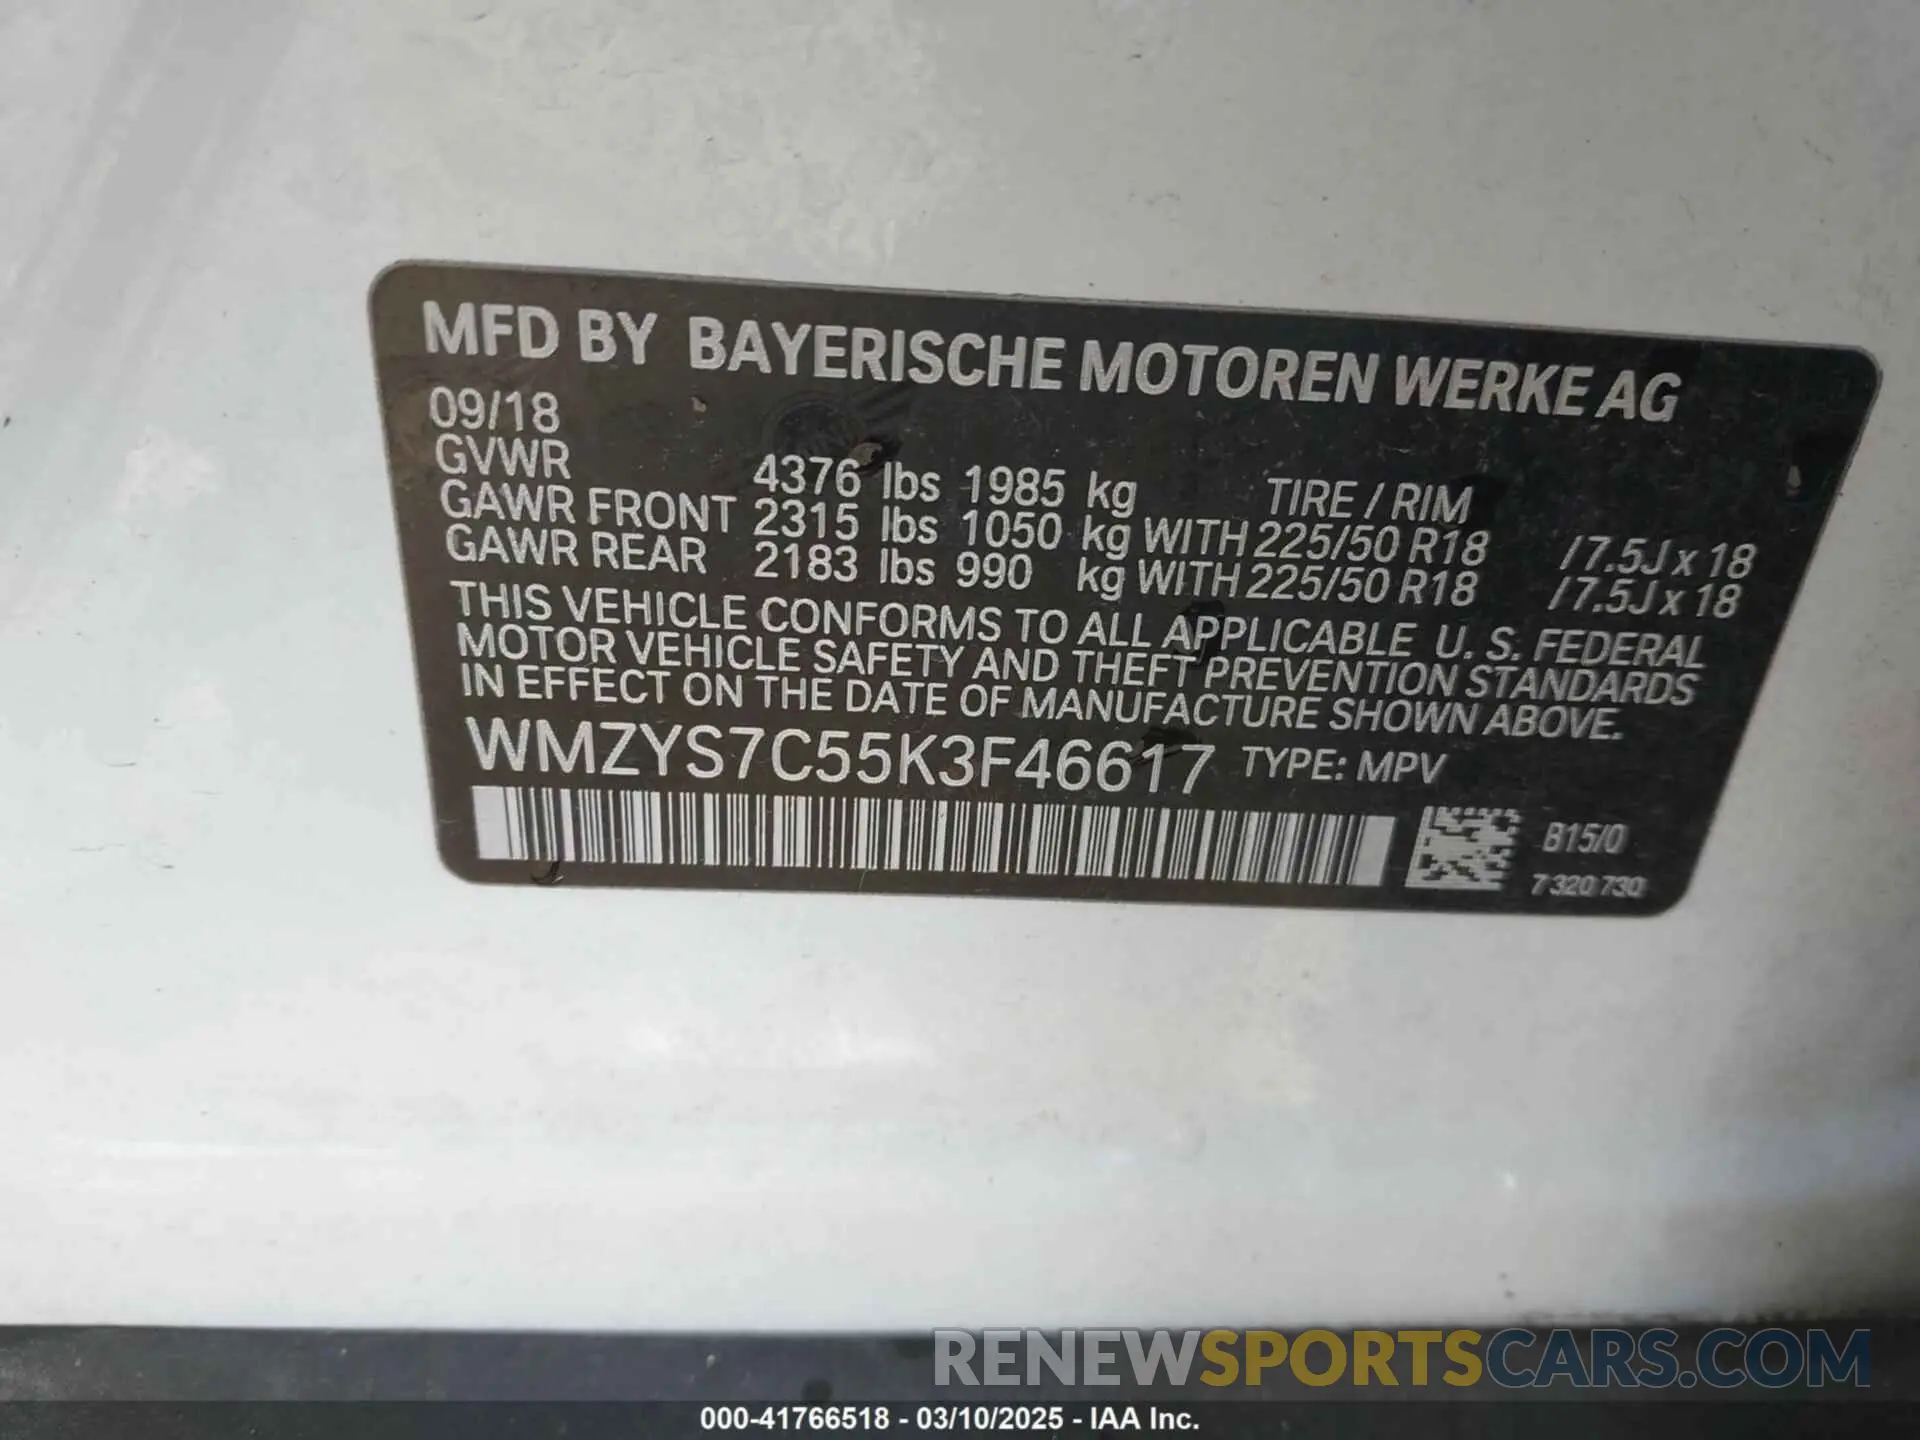 MFD BY BAYERISCHE MOTOREN WERKE AG
09/18
GVWR 4376 lbs 1985 kg TIRE / RIM
GAWR FRONT 2315 lbs 1050 kg WITH 225/50 R18 /7.5J x 18
GAWR REAR 2183 lbs 990 kg WITH 225/50 R18 /7.5J x 18
THIS VEHICLE CONFORMS TO ALL APPLICABLE U. S. FEDERAL
MOTOR VEHICLE SAFETY AND THEFT PREVENTION STANDARDS
IN EFFECT ON THE DATE OF MANUFACTURE SHOWN ABOVE.
WMZYS7C55K3F46617 TYPE: MPV
B15/0
7 320 730
RENEWSPORTSCARS.COM
000-41766518 - 03/10/2025 - IAA Inc.